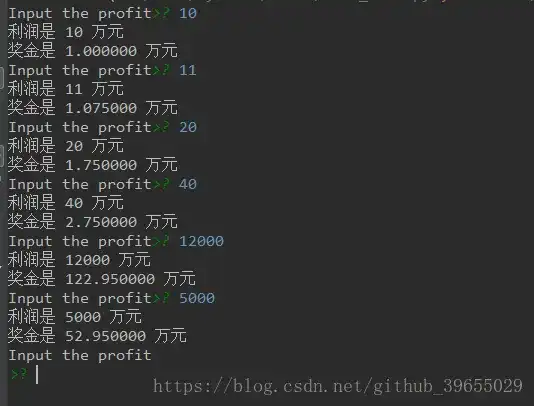 Input the profit>? 10
利润是 10 万元
奖金是 1.000000 万元
Input the profit>? 11
利润是 11 万元
奖金是 1.075000 万元
Input the profit>? 20
利润是 20 万元
奖金是 1.750000 万元
Input the profit>? 40
利润是 40 万元
奖金是 2.750000 万元
Input the profit>? 12000
利润是 12000 万元
奖金是 122.950000 万元
Input the profit>? 5000
利润是 5000 万元
奖金是 52.950000 万元
Input the profit
>?
https://blog.csdn.net/github_39655029